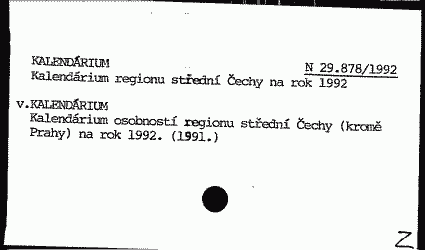 KALENDÁRIUM N 29.878/1992
Kalendárium regionu střední Čechy na rok 1992
v.KALENDÁRIUM
Kalendárium osobností regionu střední Čechy (kromě
Prahy) na rok 1992. (1991.)
Z